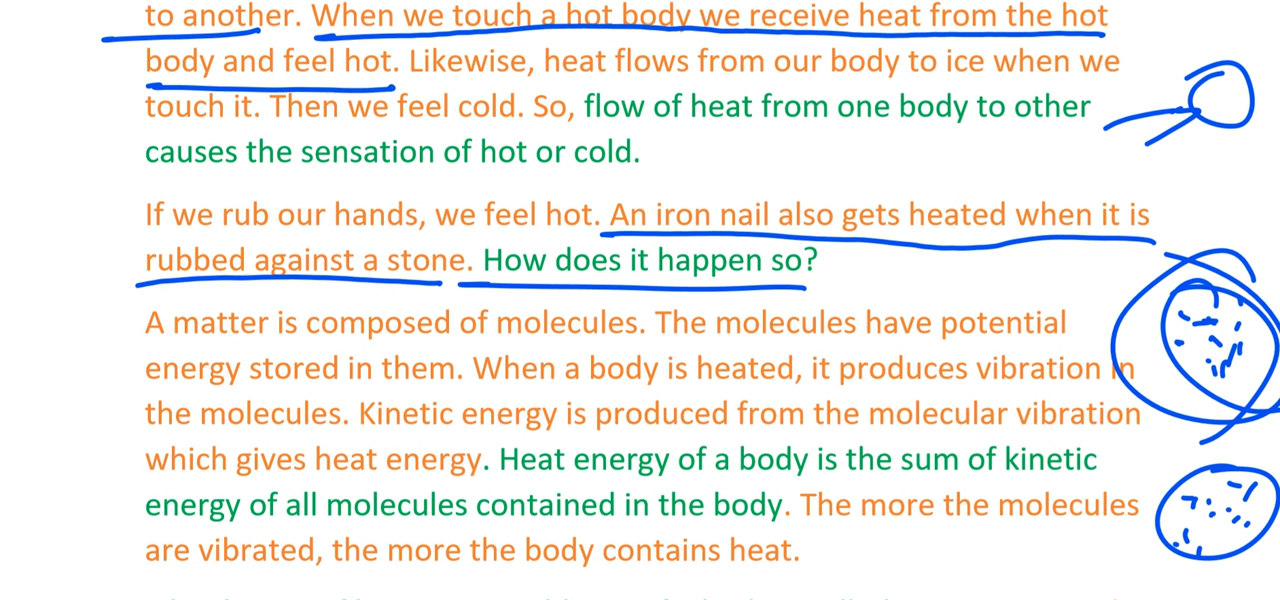 to another. When we touch a hot body we receive heat from the hot
body and feel hot. Likewise, heat flows from our body to ice when we
touch it. Then we feel cold. So, flow of heat from one body to other
causes the sensation of hot or cold.
If we rub our hands, we feel hot. An iron nail also gets heated when it is
rubbed against a stone. How does it happen so?
A matter is composed of molecules. The molecules have potential
energy stored in them. When a body is heated, it produces vibration in
the molecules. Kinetic energy is produced from the molecular vibration
which gives heat energy. Heat energy of a body is the sum of kinetic
energy of all molecules contained in the body. The more the molecules
are vibrated, the more the body contains heat.